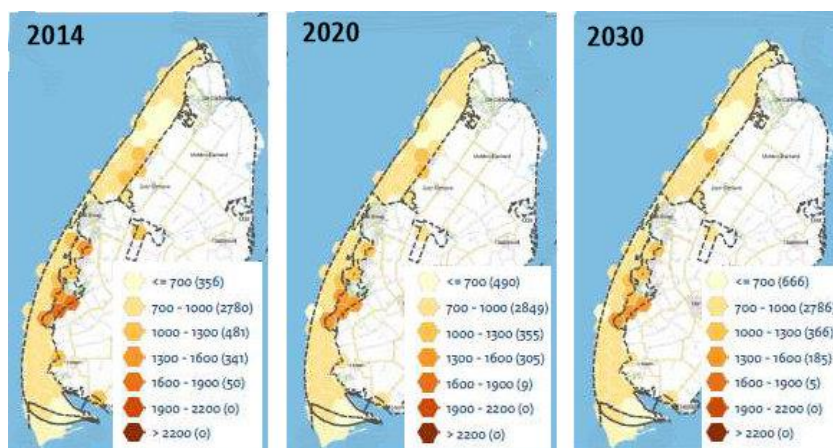 2014
<= 700 (356)
700 - 1000 (2780)
1000 - 1300 (481)
1300 - 1600 (341)
1600 - 1900 (50)
1900 - 2200 (0)
> 2200 (0)
2020
<= 700 (490)
700 - 1000 (2849)
1000 - 1300 (355)
1300 - 1600 (305)
1600 - 1900 (9)
1900 - 2200 (0)
> 2200 (0)
2030
<= 700 (666)
700 - 1000 (2786)
1000 - 1300 (366)
1300 - 1600 (185)
1600 - 1900 (5)
1900 - 2200 (0)
> 2200 (0)